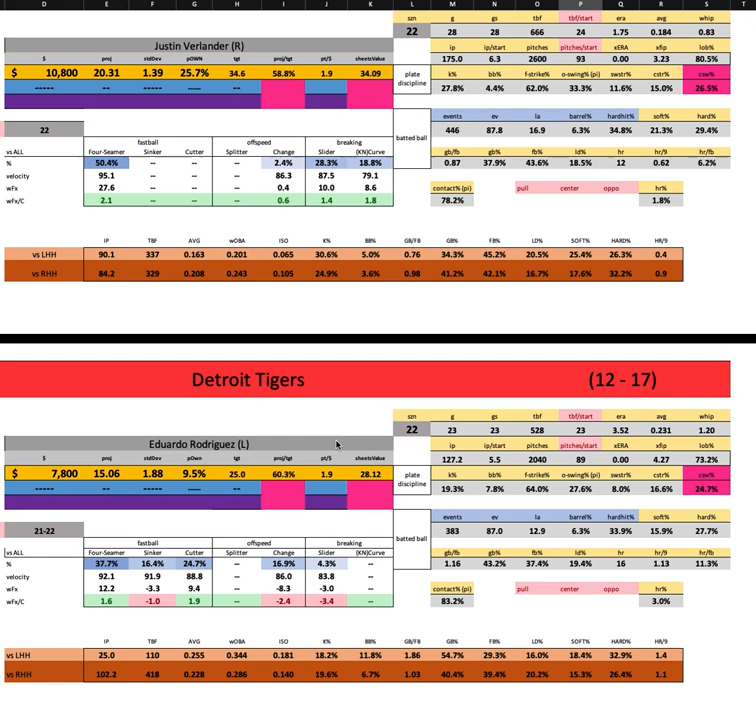 D E F G H I J K L M N O P Q R S T
szn g gs tbf tbf/start era avg whip
22 28 28 666 24 1.75 0.184 0.83
Justin Verlander (R) ip ip/start pitches pitches/start xERA xfip lob%
175.0 6.3 2600 93 0.00 3.23 80.5%
$ proj stdDev pOWN tgt proj/tgt pt/$ sheetsValue
$ 10,800 20.31 1.39 25.7% 34.6 58.8% 1.9 34.09
plate discipline k% bb% f-strike% o-swing% (pi) swstr% cstr% csw%
----- -- ----- -- 27.8% 4.4% 62.0% 33.3% 11.6% 15.0% 26.5%
events ev la barrel% hardhit% soft% hard%
22 446 87.8 16.9 6.3% 34.8% 21.3% 29.4%
fastball offspeed breaking batted ball
vs ALL Four-Seamer Sinker Cutter Splitter Change Slider (KN)Curve gb/fb gb% fb% ld% hr hr/9 hr/fb
% 50.4% -- -- -- 2.4% 28.3% 18.8% 0.87 37.9% 43.6% 18.5% 12 0.62 6.2%
velocity 95.1 -- -- -- 86.3 87.5 79.1
wFx 27.6 -- -- -- 0.4 10.0 8.6 contact% (pi) pull center oppo hr%
wFx/C 2.1 -- -- -- 0.6 1.4 1.8 78.2% 1.8%
IP TBF AVG wOBA ISO K% BB% GB/FB GB% FB% LD% SOFT% HARD% HR/9
vs LHH 90.1 337 0.163 0.201 0.065 30.6% 5.0% 0.76 34.3% 45.2% 20.5% 25.4% 26.3% 0.4
vs RHH 84.2 329 0.208 0.243 0.105 24.9% 3.6% 0.98 41.2% 42.1% 16.7% 17.6% 32.2% 0.9
Detroit Tigers (12 - 17)
szn g gs tbf tbf/start era avg whip
22 23 23 528 23 3.52 0.231 1.20
Eduardo Rodriguez (L) ip ip/start pitches pitches/start xERA xfip lob%
127.2 5.5 2040 89 0.00 4.27 73.2%
$ proj stdDev pOwn tgt proj/tgt pt/$ sheetsValue
$ 7,800 15.06 1.88 9.5% 25.0 60.3% 1.9 28.12
plate discipline k% bb% f-strike% o-swing% (pi) swstr% cstr% csw%
----- -- ----- -- 19.3% 7.8% 64.0% 27.6% 8.0% 16.6% 24.7%
events ev la barrel% hardhit% soft% hard%
21-22 383 87.0 12.9 6.3% 33.9% 15.9% 27.7%
fastball offspeed breaking batted ball
vs ALL Four-Seamer Sinker Cutter Splitter Change Slider (KN)Curve gb/fb gb% fb% ld% hr hr/9 hr/fb
% 37.7% 16.4% 24.7% -- 16.9% 4.3% -- 1.16 43.2% 37.4% 19.4% 16 1.13 11.3%
velocity 92.1 91.9 88.8 -- 86.0 83.8 --
wFx 12.2 -3.3 9.4 -- -8.3 -3.0 -- contact% (pi) pull center oppo hr%
wFx/C 1.6 -1.0 1.9 -- -2.4 -3.4 -- 83.2% 3.0%
IP TBF AVG wOBA ISO K% BB% GB/FB GB% FB% LD% SOFT% HARD% HR/9
vs LHH 25.0 110 0.255 0.344 0.181 18.2% 11.8% 1.86 54.7% 29.3% 16.0% 18.4% 32.9% 1.4
vs RHH 102.2 418 0.228 0.286 0.140 19.6% 6.7% 1.03 40.4% 39.4% 20.2% 15.3% 26.4% 1.1